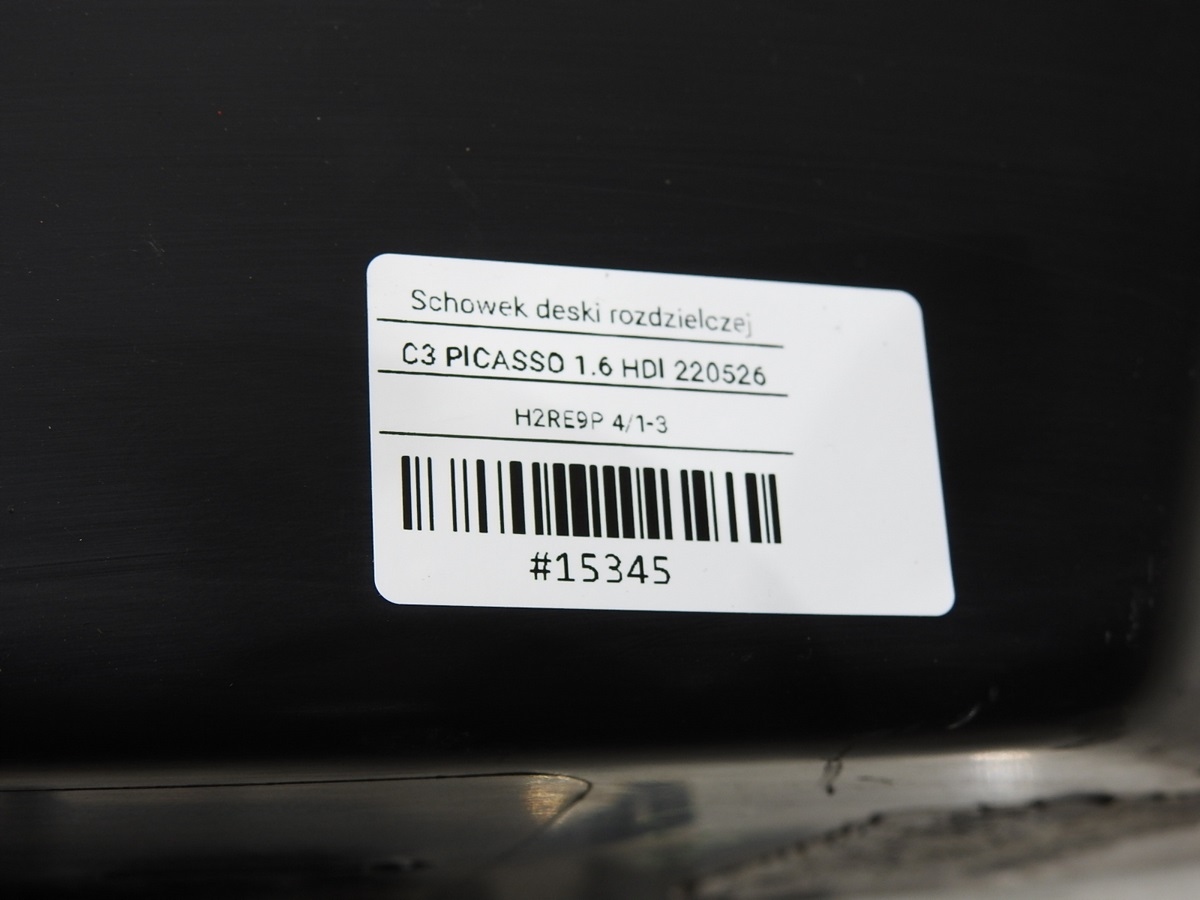 Schowek deski rozdzielczej
C3 PICASSO 1.6 HDI 220526
H2RE9P 4/1-3
#15345